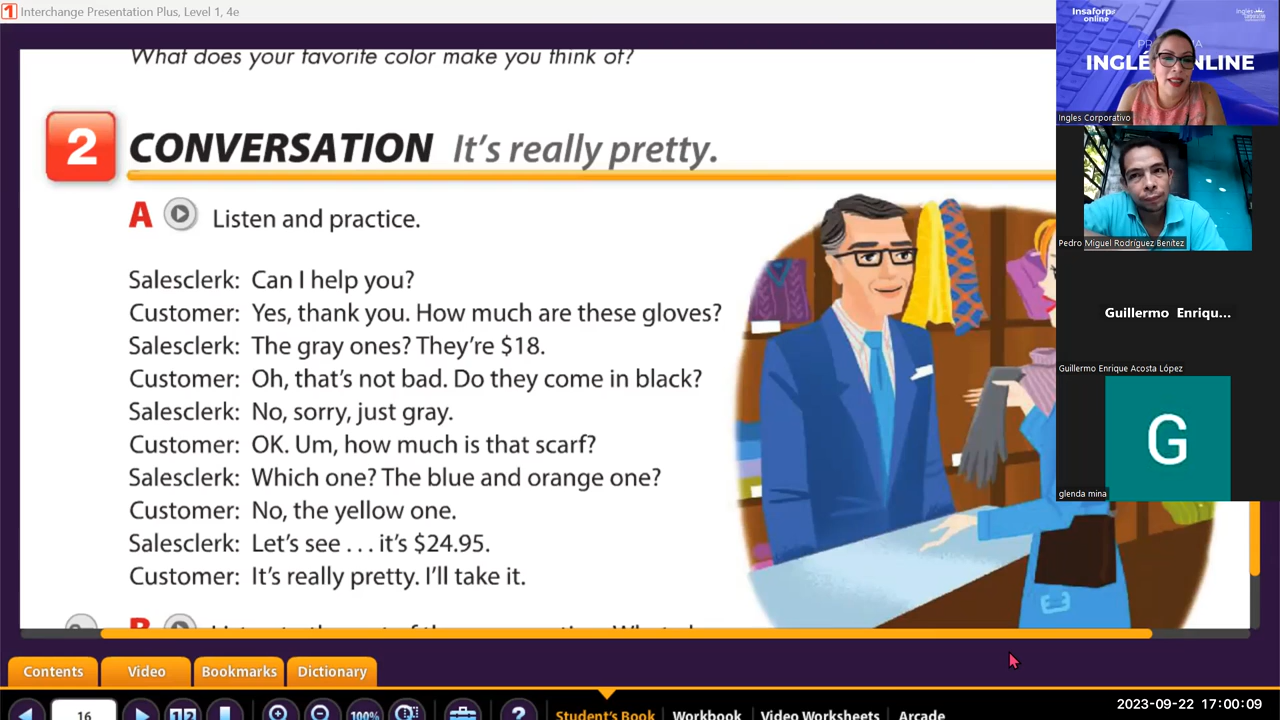 Interchange Presentation Plus, Level 1, 4e
What does your favorite color make you think of?
2 CONVERSATION It's really pretty.
A Listen and practice.
Salesclerk: Can I help you?
Customer: Yes, thank you. How much are these gloves?
Salesclerk: The gray ones? They're $18.
Customer: Oh, that's not bad. Do they come in black?
Salesclerk: No, sorry, just gray.
Customer: OK. Um, how much is that scarf?
Salesclerk: Which one? The blue and orange one?
Customer: No, the yellow one.
Salesclerk: Let's see . . . it's $24.95.
Customer: It's really pretty. I'll take it.
Contents
Video
Bookmarks
Dictionary
16
100%
Student's Book
Workbook
Video Worksheets
Arcade
Insaforp
online
INGLÉS ONLINE
Ingles Corporativo
Pedro Miguel Rodríguez Benítez
Guillermo Enriqu...
Guillermo Enrique Acosta López
G
glenda mina
2023-09-22 17:00:09